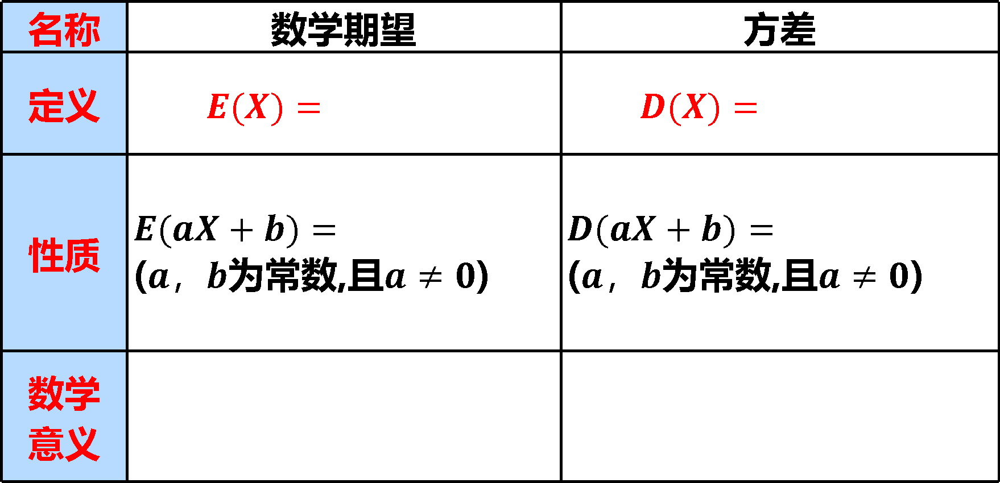 名称
数学期望
方差
定义
E(X) =
D(X) =
性质
E(aX + b) =
(a，b为常数,且a ≠ 0)
D(aX + b) =
(a，b为常数,且a ≠ 0)
数学
意义